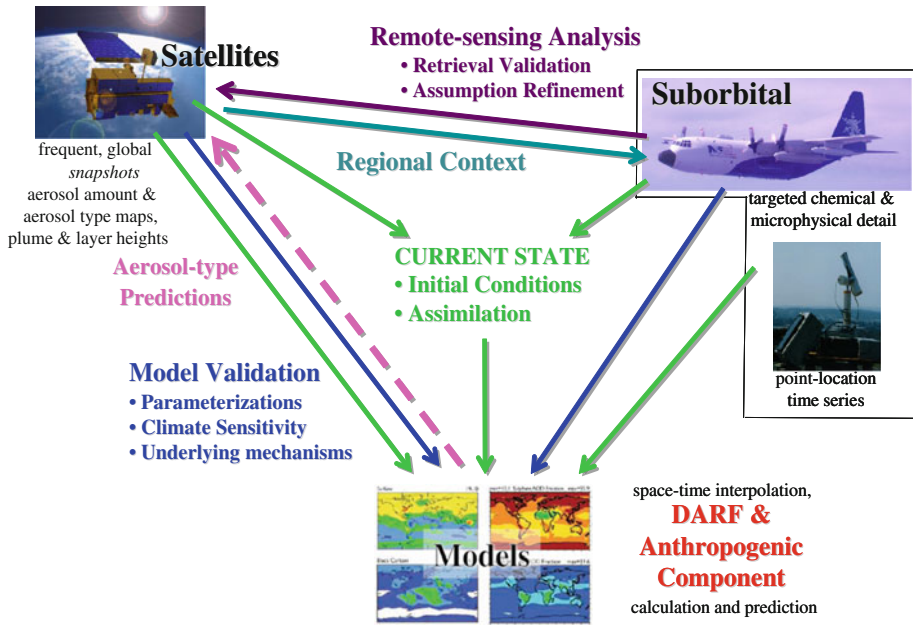 Satellites
frequent, global
snapshots
aerosol amount &
aerosol type maps,
plume & layer heights
Remote-sensing Analysis
• Retrieval Validation
• Assumption Refinement
Suborbital
Regional Context
targeted chemical &
microphysical detail
CURRENT STATE
• Initial Conditions
• Assimilation
Aerosol-type
Predictions
point-location
time series
Model Validation
• Parameterizations
• Climate Sensitivity
• Underlying mechanisms
Models
space-time interpolation,
DARF &
Anthropogenic
Component
calculation and prediction